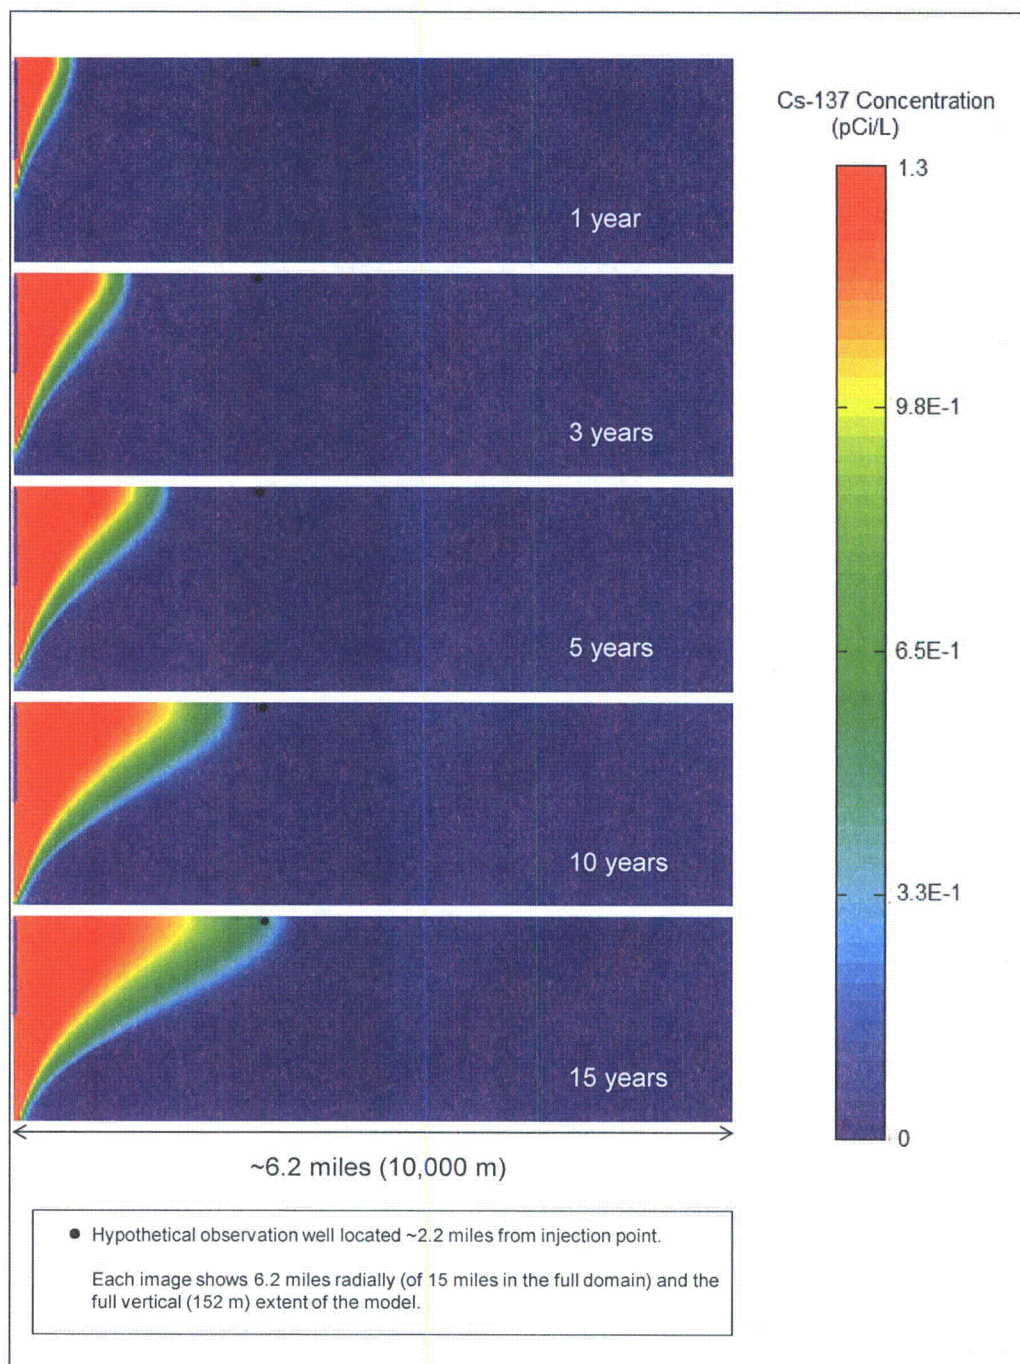 Cs-137 Concentration
(pCi/L)
1.3
9.8E-1
6.5E-1
3.3E-1
0
1 year
3 years
5 years
10 years
15 years
~6.2 miles (10,000 m)
● Hypothetical observation well located ~2.2 miles from injection point.
Each image shows 6.2 miles radially (of 15 miles in the full domain) and the
full vertical (152 m) extent of the model.